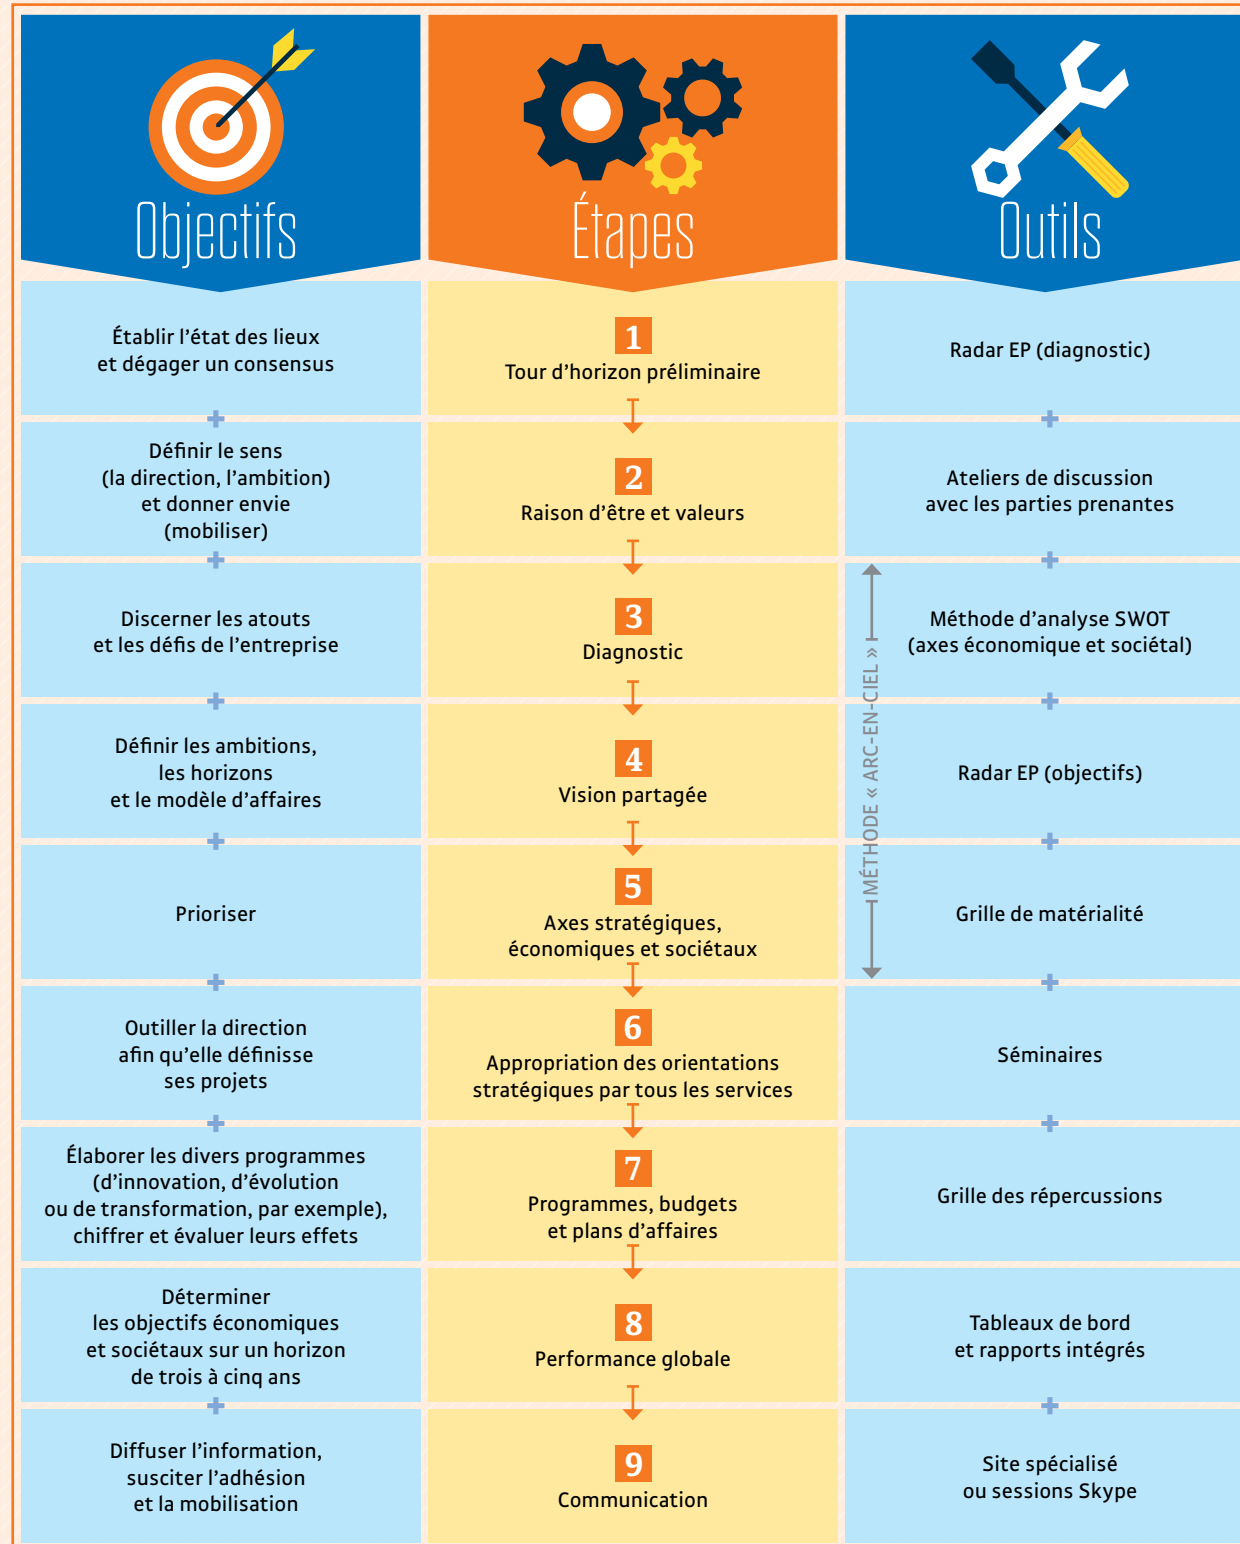 Objectifs
Étapes
Outils
Établir l’état des lieux
et dégager un consensus
1
Tour d’horizon préliminaire
Radar EP (diagnostic)
Définir le sens
(la direction, l’ambition)
et donner envie
(mobiliser)
2
Raison d’être et valeurs
Ateliers de discussion
avec les parties prenantes
Discerner les atouts
et les défis de l’entreprise
3
Diagnostic
Méthode d’analyse SWOT
(axes économique et sociétal)
MÉTHODE « ARC-EN-CIEL »
Définir les ambitions,
les horizons
et le modèle d’affaires
4
Vision partagée
Radar EP (objectifs)
Prioriser
5
Axes stratégiques,
économiques et sociétaux
Grille de matérialité
Outiller la direction
afin qu’elle définisse
ses projets
6
Appropriation des orientations
stratégiques par tous les services
Séminaires
Élaborer les divers programmes
(d’innovation, d’évolution
ou de transformation, par exemple),
chiffrer et évaluer leurs effets
7
Programmes, budgets
et plans d’affaires
Grille des répercussions
Déterminer
les objectifs économiques
et sociétaux sur un horizon
de trois à cinq ans
8
Performance globale
Tableaux de bord
et rapports intégrés
Diffuser l’information,
susciter l’adhésion
et la mobilisation
9
Communication
Site spécialisé
ou sessions Skype